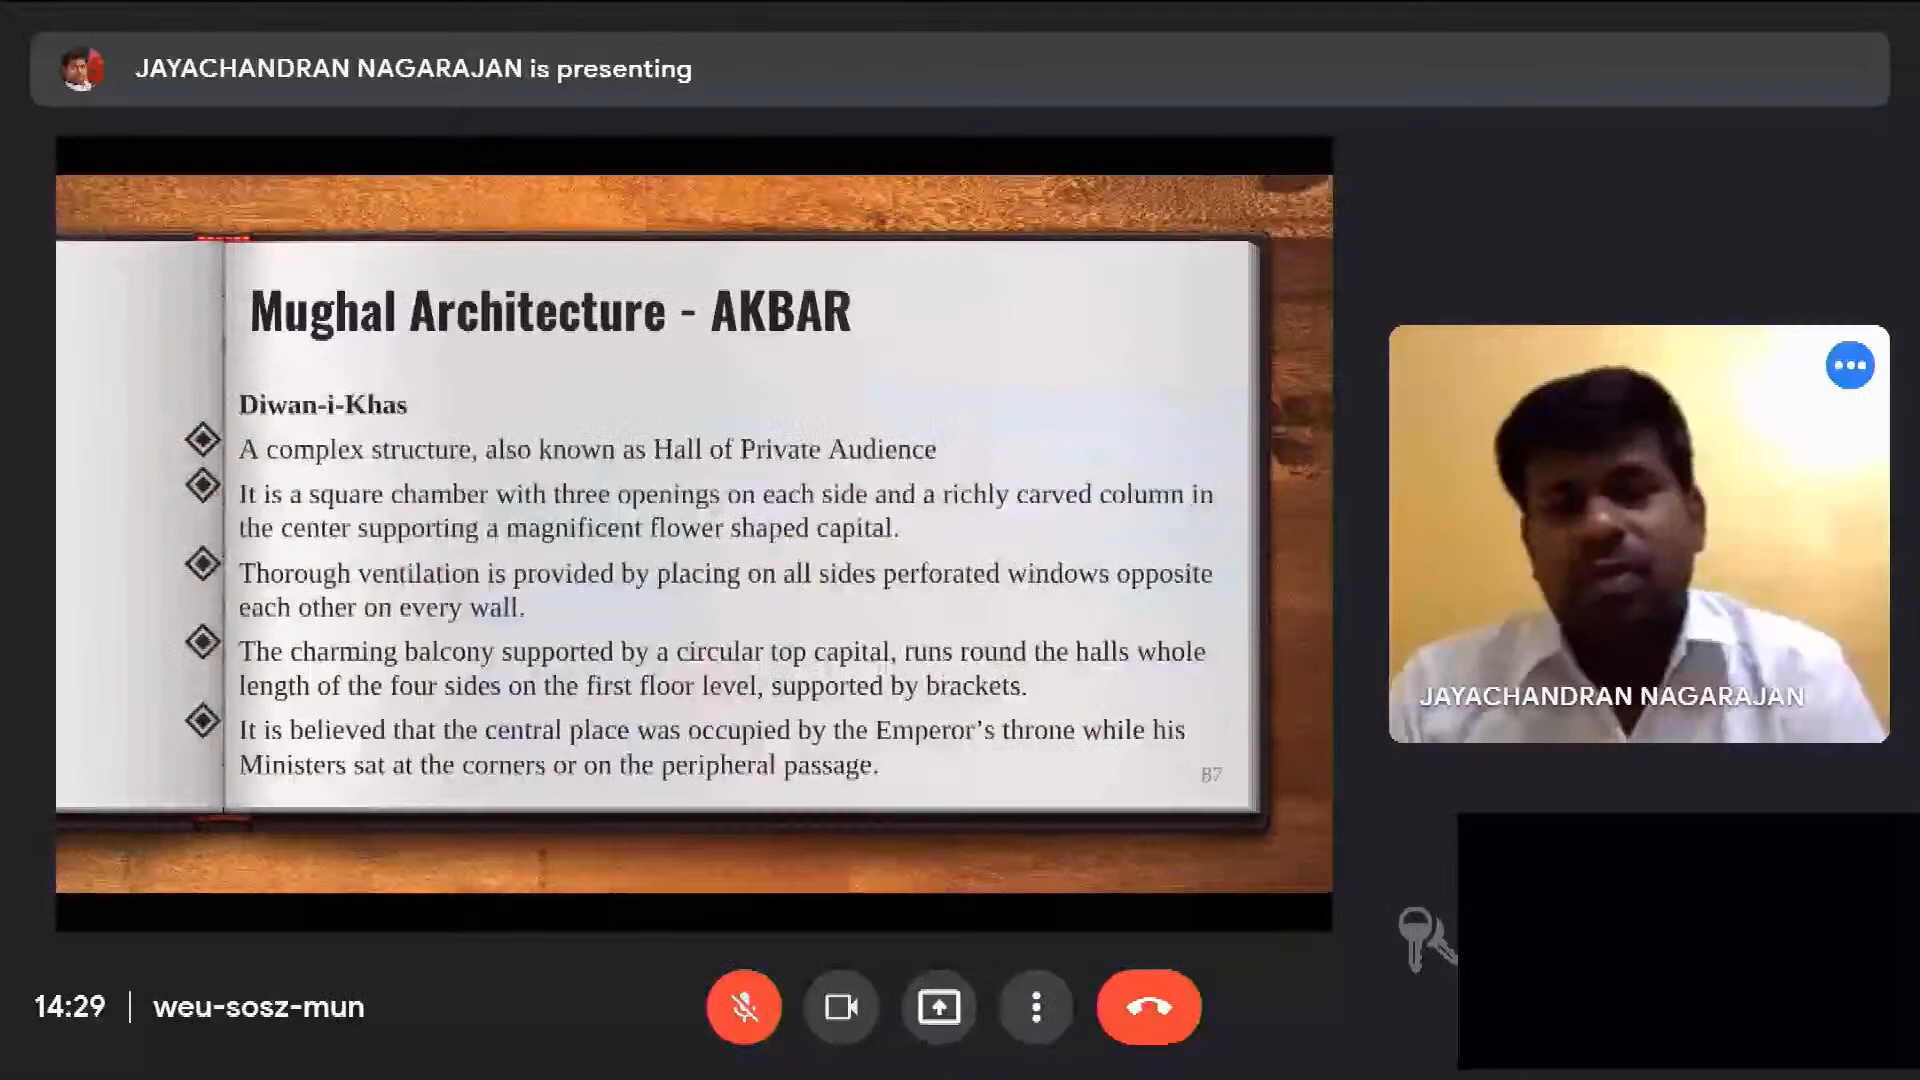 JAYACHANDRAN NAGARAJAN is presenting
Mughal Architecture - AKBAR
Diwan-i-Khas
A complex structure, also known as Hall of Private Audience
It is a square chamber with three openings on each side and a richly carved column in
the center supporting a magnificent flower shaped capital.
Thorough ventilation is provided by placing on all sides perforated windows opposite
each other on every wall.
The charming balcony supported by a circular top capital, runs round the halls whole
length of the four sides on the first floor level, supported by brackets.
It is believed that the central place was occupied by the Emperor’s throne while his
Ministers sat at the corners or on the peripheral passage.
87
JAYACHANDRAN NAGARAJAN
14:29 | weu-sosz-mun